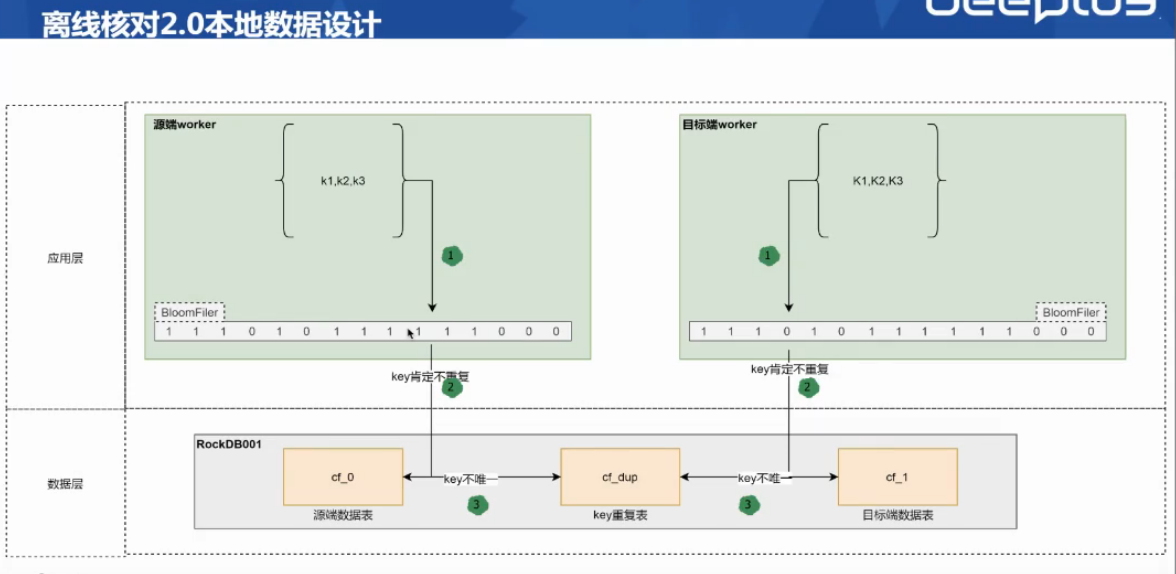 离线核对2.0本地数据设计
deeplus
源端worker
目标端worker
k1,k2,k3
K1,K2,K3
1
1
应用层
BloomFiler
BloomFiler
1 1 1 0 1 0 1 1 1 1 1 1 0 0 0
1 1 1 0 1 0 1 1 1 1 1 1 0 0 0
key肯定不重复
key肯定不重复
2
2
RockDB001
数据层
cf_0
key不唯一
cf_dup
key不唯一
cf_1
3
3
源端数据表
key重复表
目标端数据表